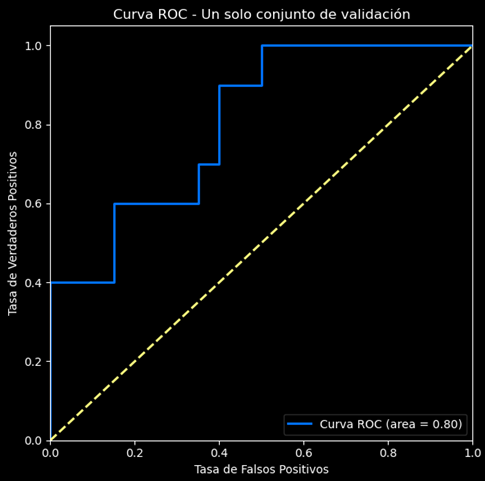 Curva ROC - Un solo conjunto de validación
1.0
0.8
0.6
0.4
0.2
0.0
Tasa de Verdaderos Positivos
Curva ROC (area = 0.80)
0.0 0.2 0.4 0.6 0.8 1.0
Tasa de Falsos Positivos